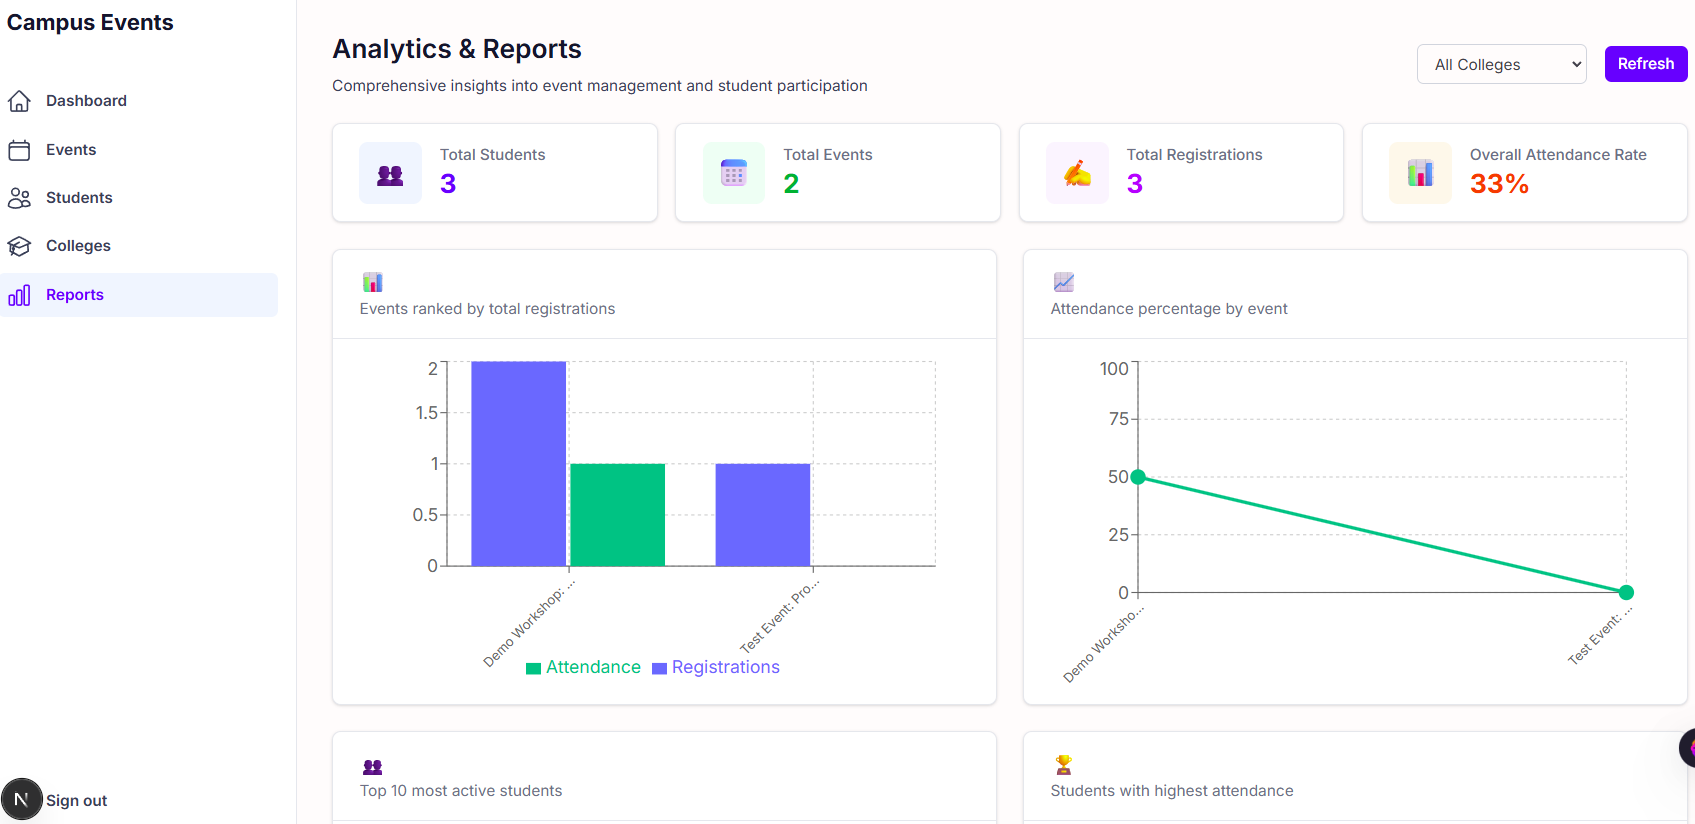 Campus Events
Dashboard
Events
Students
Colleges
Reports
Sign out
N
Analytics & Reports
Comprehensive insights into event management and student participation
All Colleges
Refresh
Total Students
3
Total Events
2
Total Registrations
3
Overall Attendance Rate
33%
Events ranked by total registrations
2
1.5
1
0.5
0
Demo Workshop: ...
Test Event: Pro...
Attendance
Registrations
Attendance percentage by event
100
75
50
25
0
Demo Worksho...
Test Event: ...
Top 10 most active students
Students with highest attendance